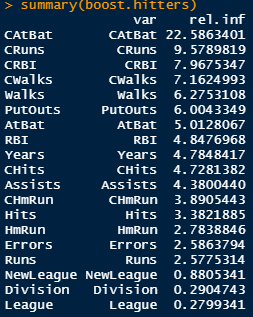 > summary(boost.hitters)
var rel.inf
CAtBat CAtBat 22.5863401
CRuns CRuns 9.5789819
CRBI CRBI 7.9675347
CWalks CWalks 7.1624993
Walks Walks 6.2753108
PutOuts PutOuts 6.0043349
AtBat AtBat 5.0128067
RBI RBI 4.8476968
Years Years 4.7848417
CHits CHits 4.7281382
Assists Assists 4.3800440
CHmRun CHmRun 3.8905443
Hits Hits 3.3821885
HmRun HmRun 2.7838846
Errors Errors 2.5863794
Runs Runs 2.5775314
NewLeague NewLeague 0.8805341
Division Division 0.2904743
League League 0.2799341